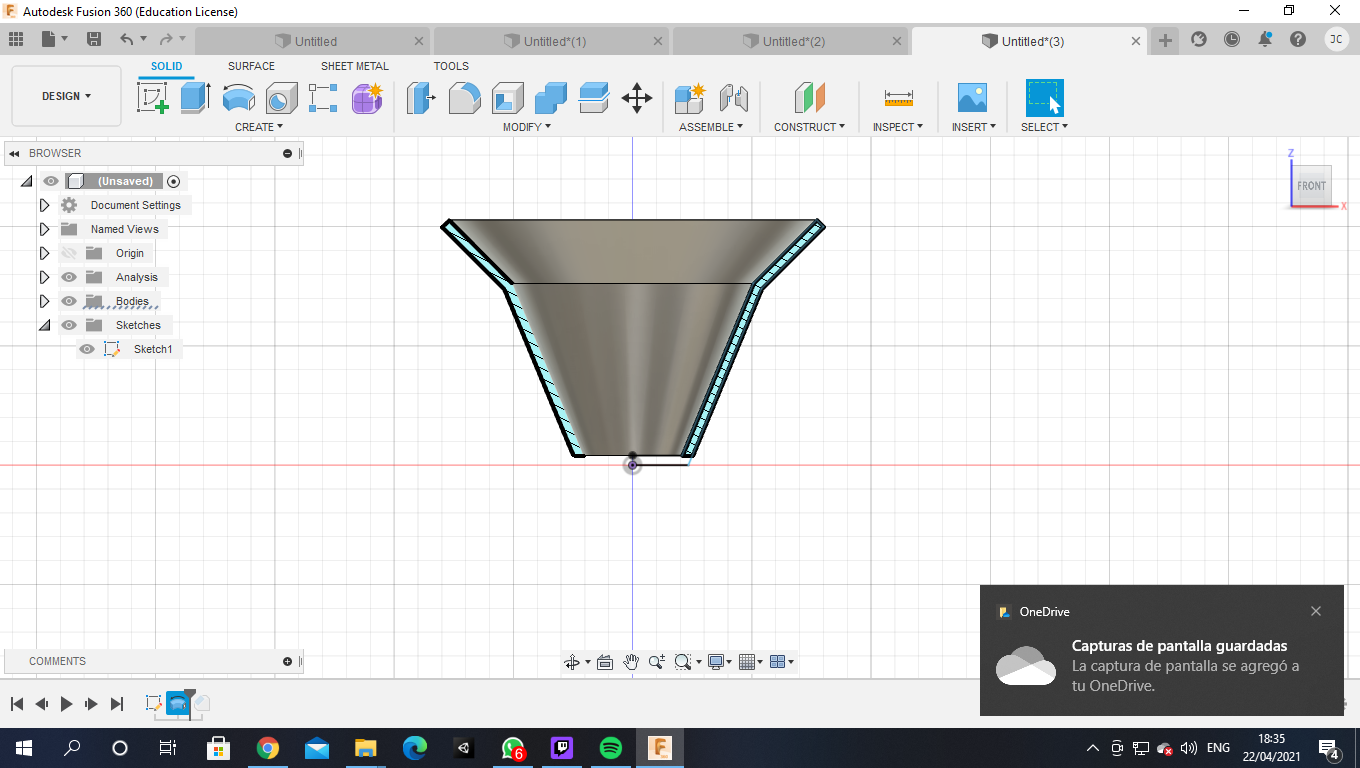 Autodesk Fusion 360 (Education License)
Untitled
Untitled*(1)
Untitled*(2)
Untitled*(3)
JC
SOLID
SURFACE
SHEET METAL
TOOLS
DESIGN
CREATE
MODIFY
ASSEMBLE
CONSTRUCT
INSPECT
INSERT
SELECT
BROWSER
(Unsaved)
Document Settings
Named Views
Origin
Analysis
Bodies
Sketches
Sketch1
Z
FRONT
X
OneDrive
Capturas de pantalla guardadas
La captura de pantalla se agregó a
tu OneDrive.
COMMENTS
6
ENG
18:35
22/04/2021
4